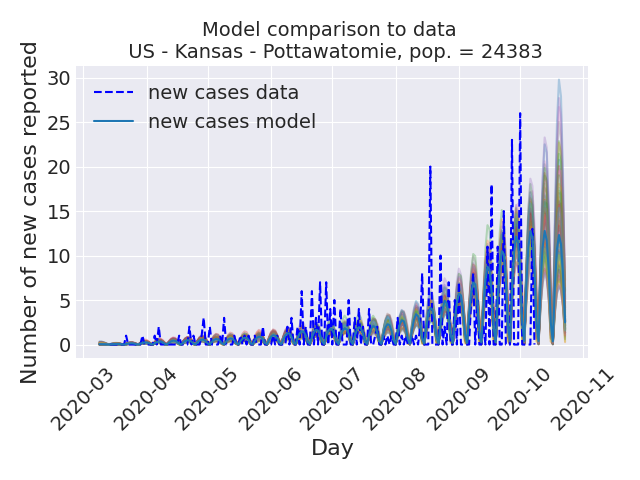 Model comparison to data
US - Kansas - Pottawatomie, pop. = 24383
Number of new cases reported
30
25
20
15
10
5
0
new cases data
new cases model
2020-03
2020-04
2020-05
2020-06
2020-07
2020-08
2020-09
2020-10
2020-11
Day